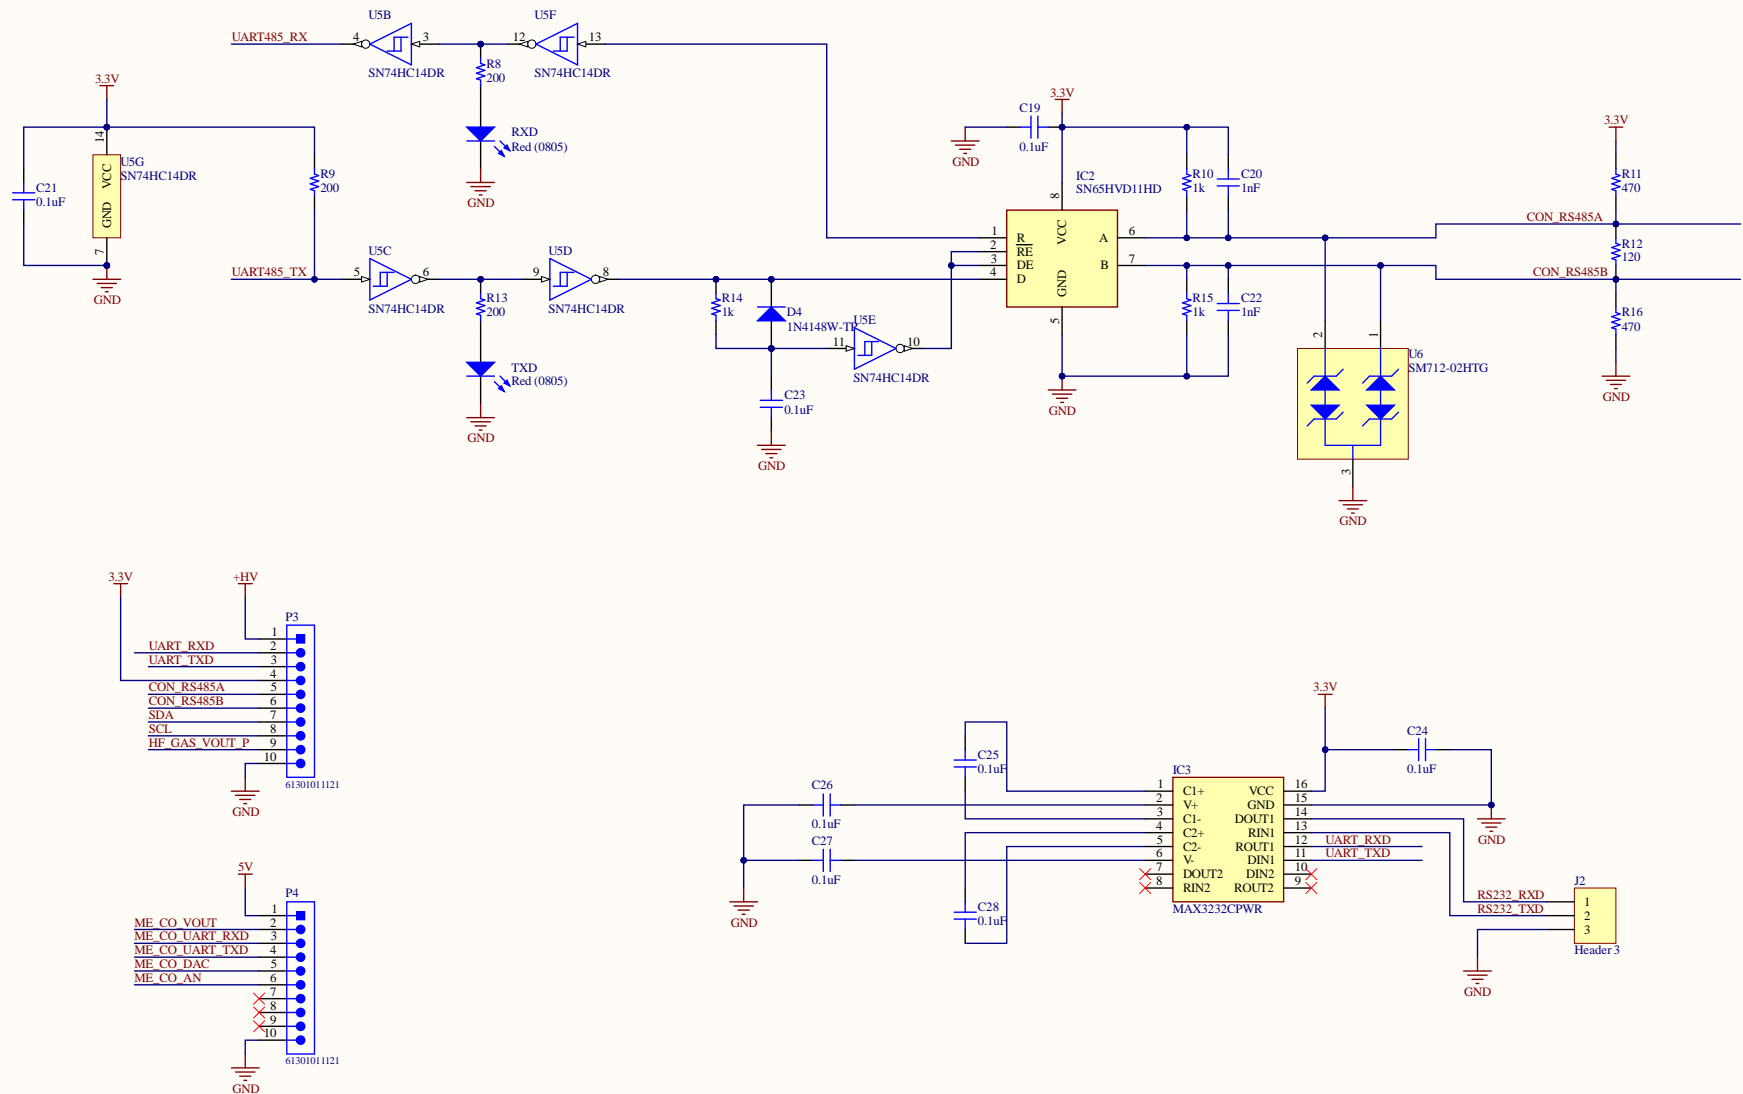 U5B
U5F
UART485_RX
4
3
12
13
SN74HC14DR
SN74HC14DR
R8
200
RXD
Red (0805)
GND
3.3V
14
VCC
GND
7
U5G
SN74HC14DR
C21
0.1uF
GND
R9
200
UART485_TX
U5C
5
6
SN74HC14DR
U5D
9
8
SN74HC14DR
R13
200
TXD
Red (0805)
GND
R14
1k
D4
1N4148W-TP
U5E
11
10
SN74HC14DR
C23
0.1uF
GND
C19
0.1uF
GND
3.3V
IC2
SN65HVD11HD
8
VCC
1
R
2
RE
3
DE
4
D
A
6
B
7
GND
5
GND
R10
1k
C20
1nF
R15
1k
C22
1nF
2
1
U6
SM712-02HTG
3
GND
3.3V
R11
470
CON_RS485A
R12
120
CON_RS485B
R16
470
GND
3.3V
+HV
P3
1
UART_RXD 2
UART_TXD 3
4
CON_RS485A 5
CON_RS485B 6
SDA 7
SCL 8
HF_GAS_VOUT_P 9
10
61301011121
GND
5V
P4
1
ME_CO_VOUT 2
ME_CO_UART_RXD 3
ME_CO_UART_TXD 4
ME_CO_DAC 5
ME_CO_AN 6
7
8
9
10
61301011121
GND
C25
0.1uF
C26
0.1uF
C27
0.1uF
C28
0.1uF
GND
IC3
1 C1+ VCC 16
2 V+ GND 15
3 C1- DOUT1 14
4 C2+ RIN1 13
5 C2- ROUT1 12 UART_RXD
6 V- DIN1 11 UART_TXD
7 DOUT2 DIN2 10
8 RIN2 ROUT2 9
MAX3232CPWR
3.3V
C24
0.1uF
GND
J2
RS232_RXD 1
RS232_TXD 2
3
Header 3
GND